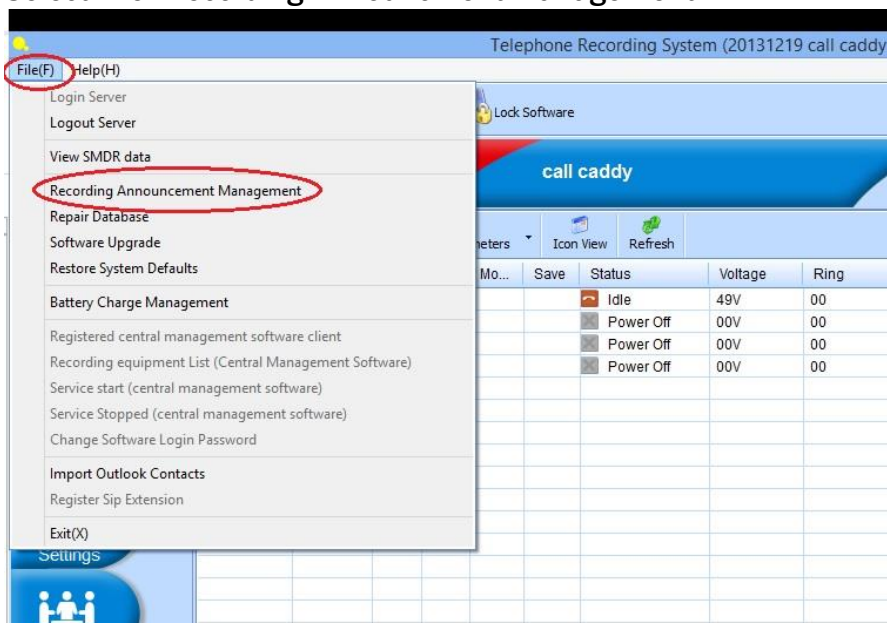 Telephone Recording System (20131219 call caddy
File(F) Help(H)
Login Server
Logout Server
Lock Software
View SMDR data
call caddy
Recording Announcement Management
Repair Database
Software Upgrade
Icon View Refresh
Restore System Defaults
Mo... Save Status Voltage Ring
Battery Charge Management
Idle 49V 00
Power Off 00V 00
Power Off 00V 00
Power Off 00V 00
Registered central management software client
Recording equipment List (Central Management Software)
Service start (central management software)
Service Stopped (central management software)
Change Software Login Password
Import Outlook Contacts
Register Sip Extension
Exit(X)
Settings